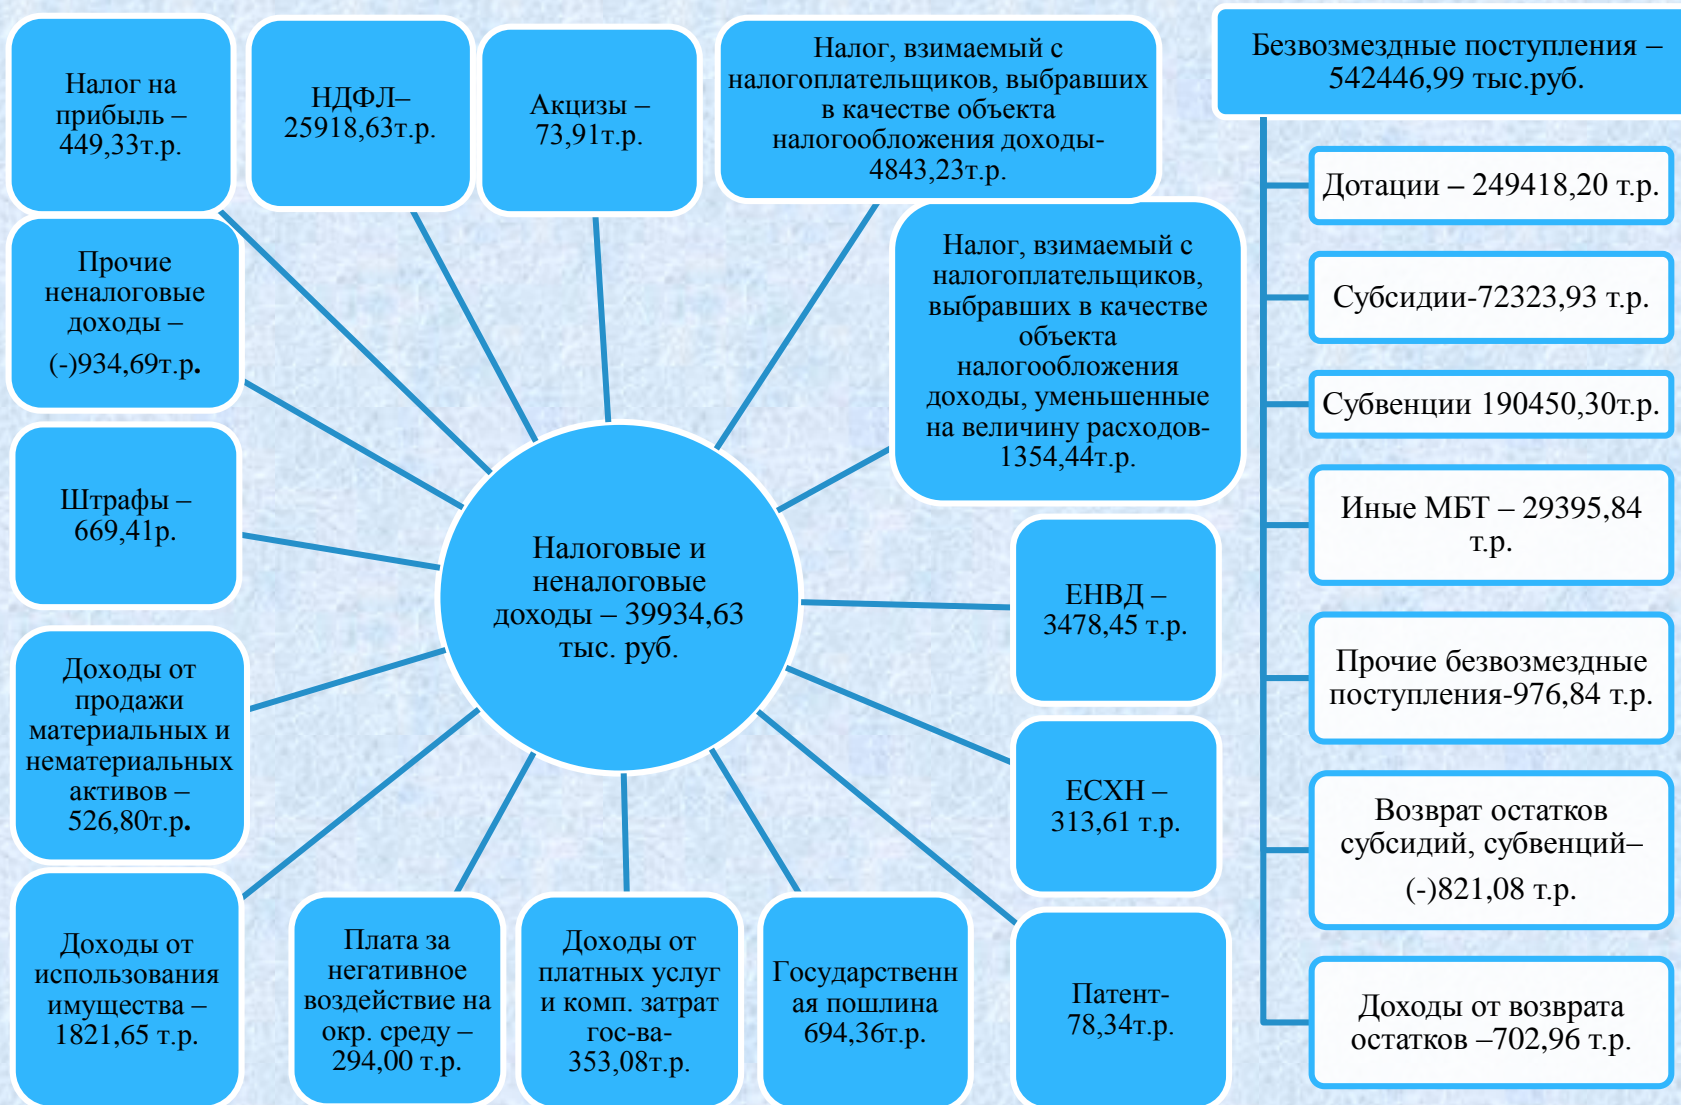 Налог на
прибыль –
449,33т.р.
НДФЛ–
25918,63т.р.
Акцизы –
73,91т.р.
Налог, взимаемый с
налогоплательщиков, выбравших
в качестве объекта
налогообложения доходы-
4843,23т.р.
Налог, взимаемый с
налогоплательщиков,
выбравших в качестве
объекта
налогообложения
доходы, уменьшенные
на величину расходов-
1354,44т.р.
Прочие
неналоговые
доходы –
(-)934,69т.р.
Штрафы –
669,41р.
Налоговые и
неналоговые
доходы – 39934,63
тыс. руб.
ЕНВД –
3478,45 т.р.
Доходы от
продажи
материальных и
нематериальных
активов –
526,80т.р.
ЕСХН –
313,61 т.р.
Доходы от
использования
имущества –
1821,65 т.р.
Плата за
негативное
воздействие на
окр. среду –
294,00 т.р.
Доходы от
платных услуг
и комп. затрат
гос-ва-
353,08т.р.
Государственн
ая пошлина
694,36т.р.
Патент-
78,34т.р.
Безвозмездные поступления –
542446,99 тыс.руб.
Дотации – 249418,20 т.р.
Субсидии-72323,93 т.р.
Субвенции 190450,30т.р.
Иные МБТ – 29395,84
т.р.
Прочие безвозмездные
поступления-976,84 т.р.
Возврат остатков
субсидий, субвенций–
(-)821,08 т.р.
Доходы от возврата
остатков –702,96 т.р.